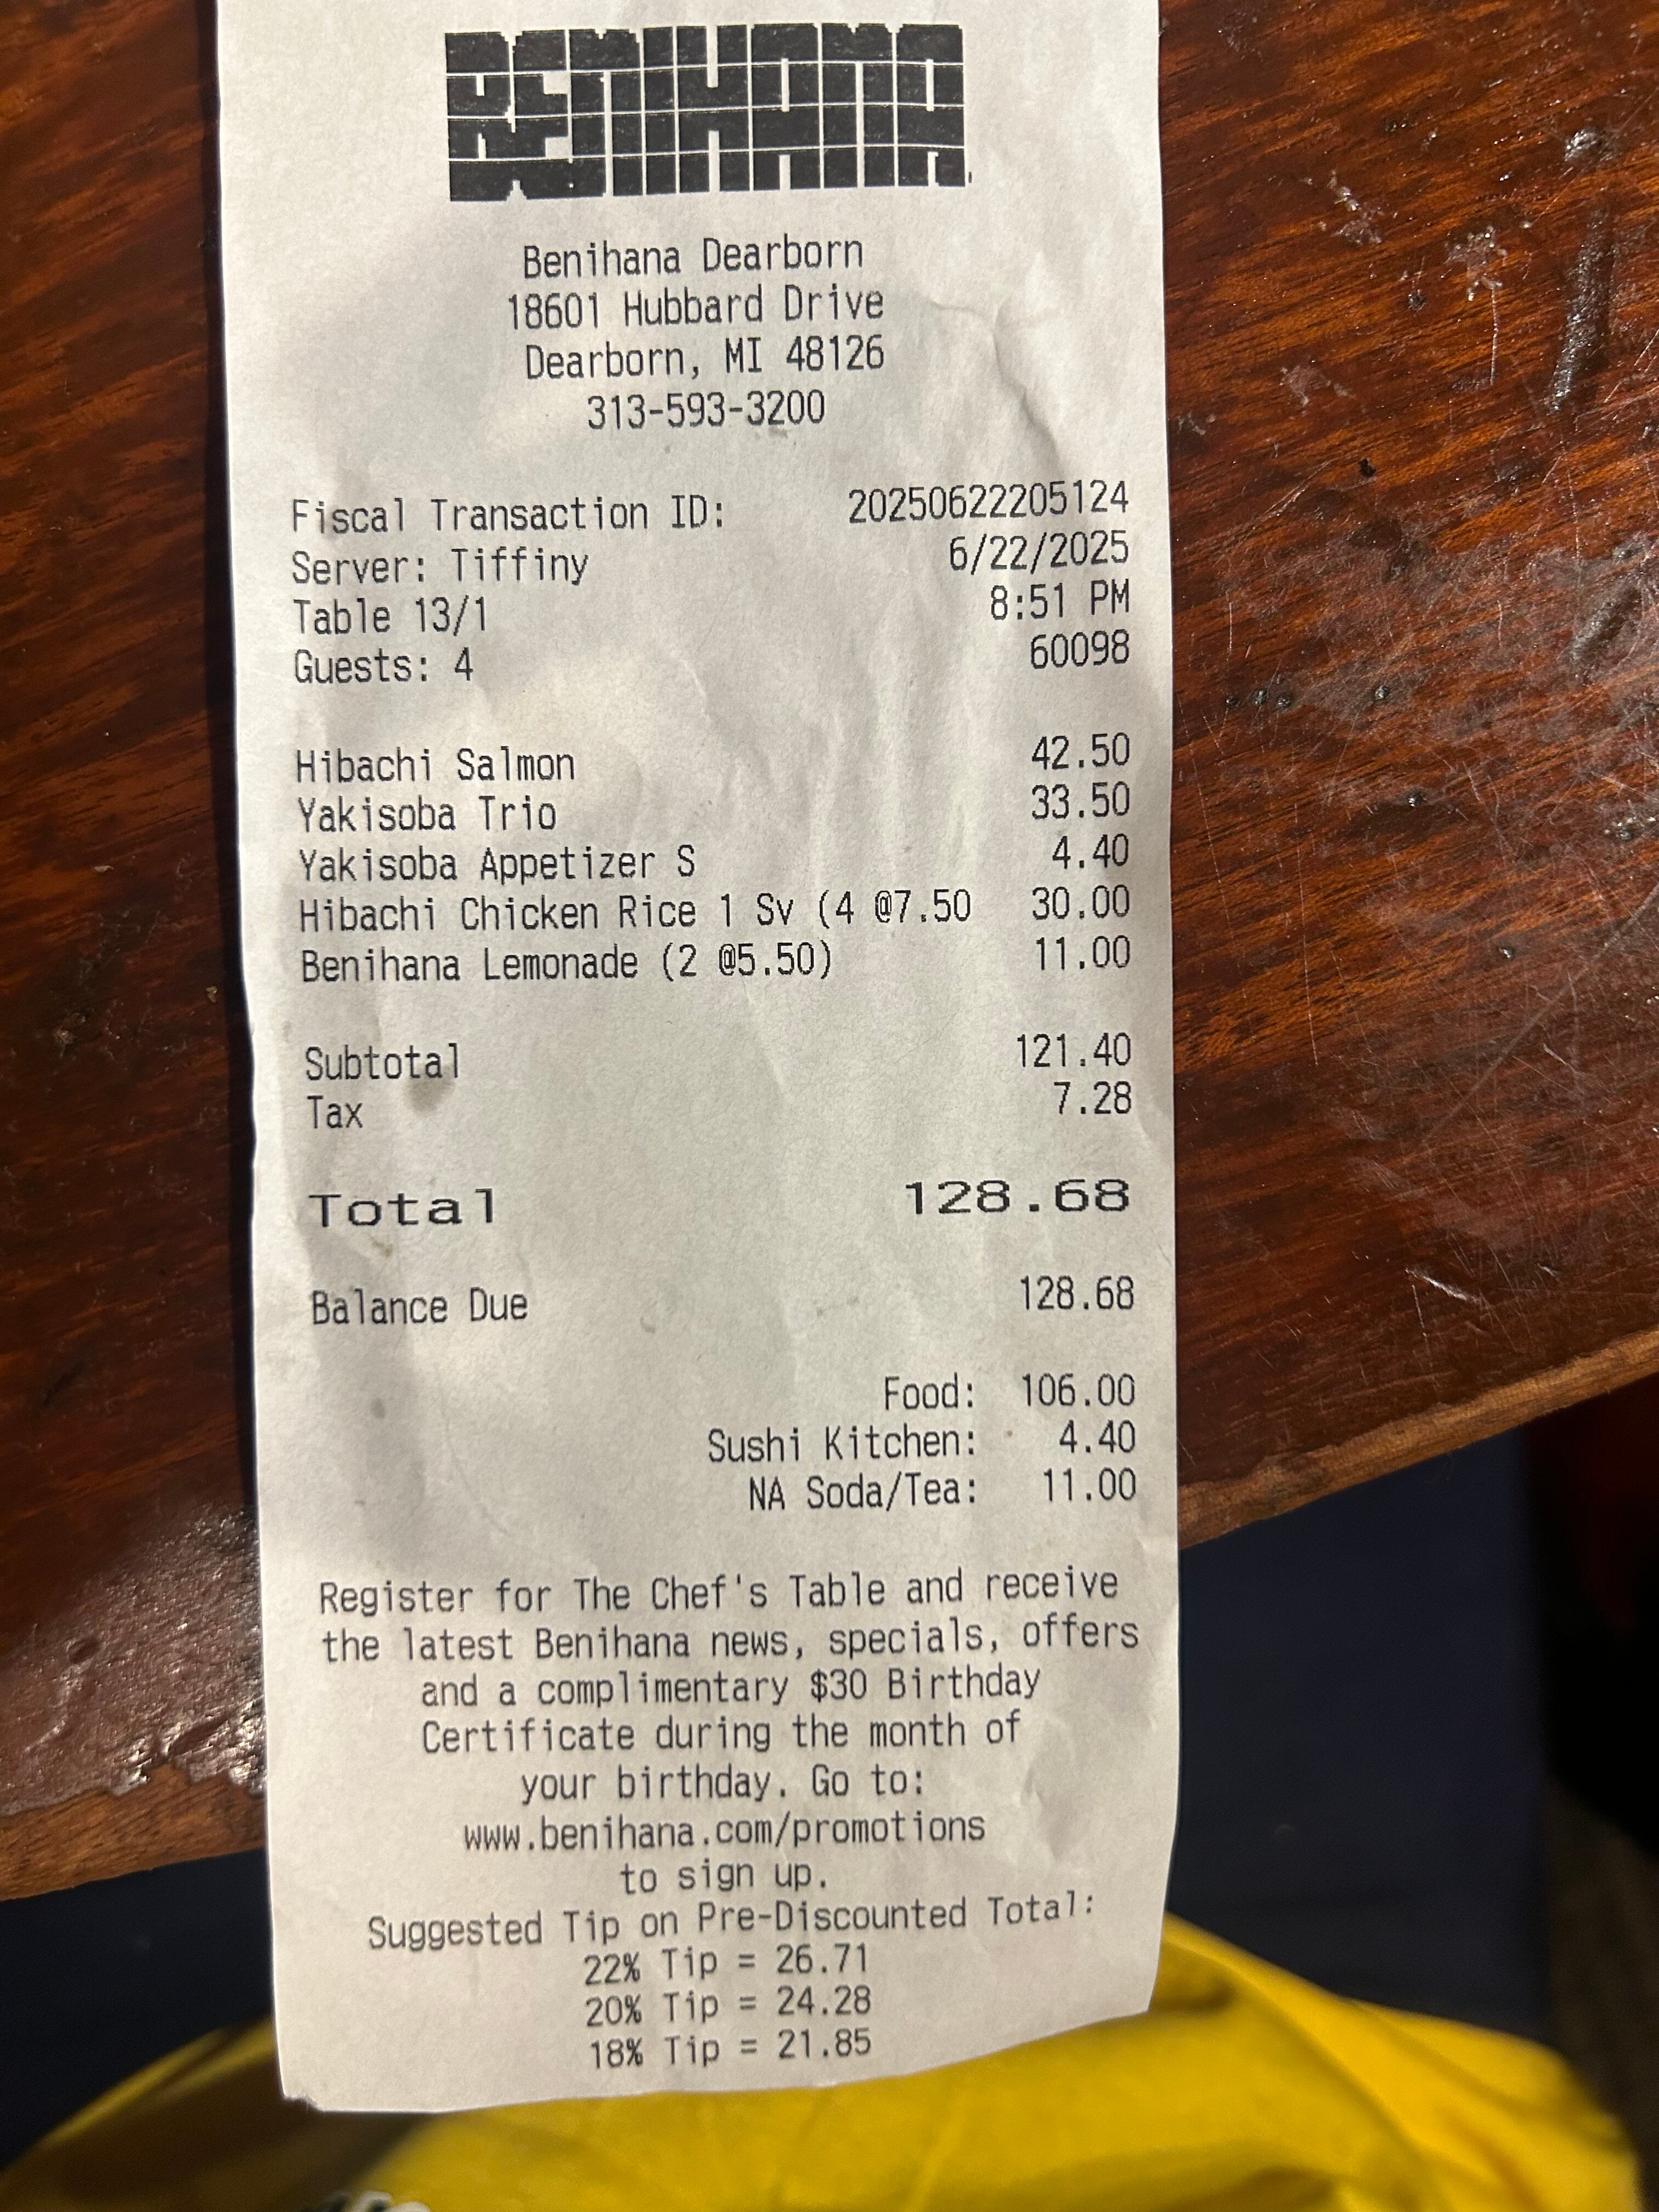 BENIHANA
Benihana Dearborn
18601 Hubbard Drive
Dearborn, MI 48126
313-593-3200
Fiscal Transaction ID: 20250622205124
Server: Tiffiny 6/22/2025
Table 13/1 8:51 PM
Guests: 4 60098
Hibachi Salmon 42.50
Yakisoba Trio 33.50
Yakisoba Appetizer S 4.40
Hibachi Chicken Rice 1 Sv (4 @7.50 30.00
Benihana Lemonade (2 @5.50) 11.00
Subtotal 121.40
Tax 7.28
Total 128.68
Balance Due 128.68
Food: 106.00
Sushi Kitchen: 4.40
NA Soda/Tea: 11.00
Register for The Chef's Table and receive
the latest Benihana news, specials, offers
and a complimentary $30 Birthday
Certificate during the month of
your birthday. Go to:
www.benihana.com/promotions
to sign up.
Suggested Tip on Pre-Discounted Total:
22% Tip = 26.71
20% Tip = 24.28
18% Tip = 21.85